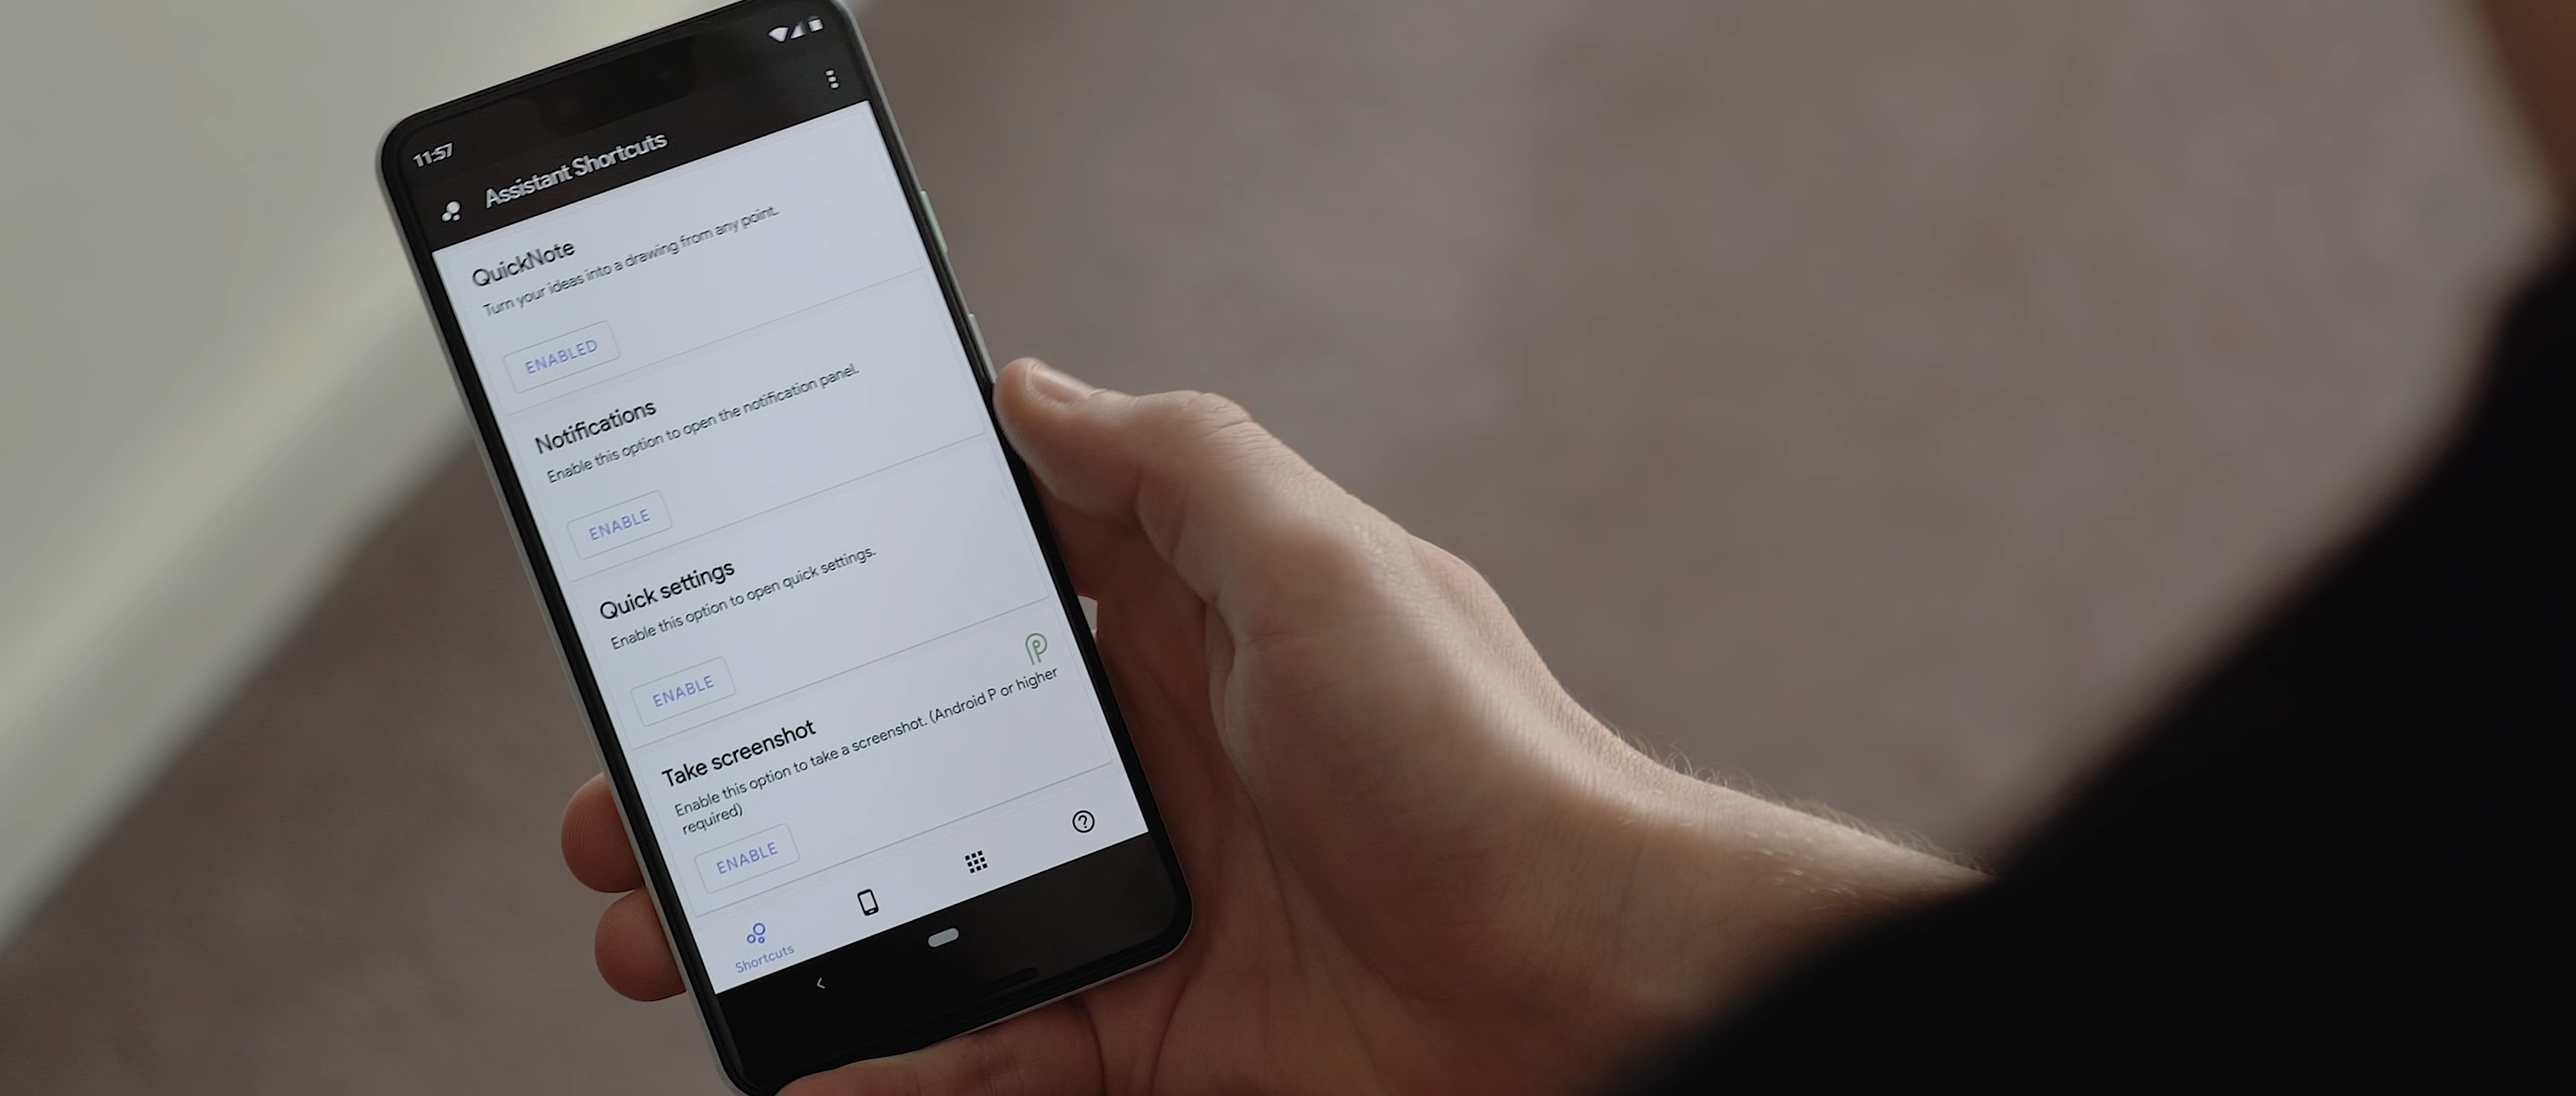 11:57
Assistant Shortcuts
QuickNote
Turn your ideas into a drawing from any point.
ENABLED
Notifications
Enable this option to open the notification panel.
ENABLE
Quick settings
Enable this option to open quick settings.
ENABLE
Take screenshot
Enable this option to take a screenshot. (Android P or higher
required)
ENABLE
Shortcuts